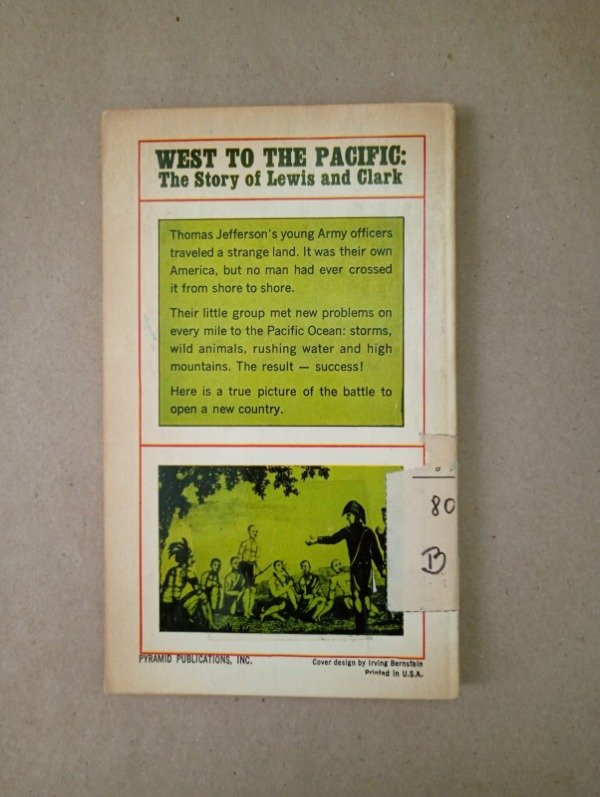 WEST TO THE PACIFIC:
The Story of Lewis and Clark
Thomas Jefferson's young Army officers
traveled a strange land. It was their own
America, but no man had ever crossed
it from shore to shore.
Their little group met new problems on
every mile to the Pacific Ocean: storms,
wild animals, rushing water and high
mountains. The result — success!
Here is a true picture of the battle to
open a new country.
80
B
PYRAMID PUBLICATIONS, INC.
Cover design by Irving Bernstein
Printed in U.S.A.